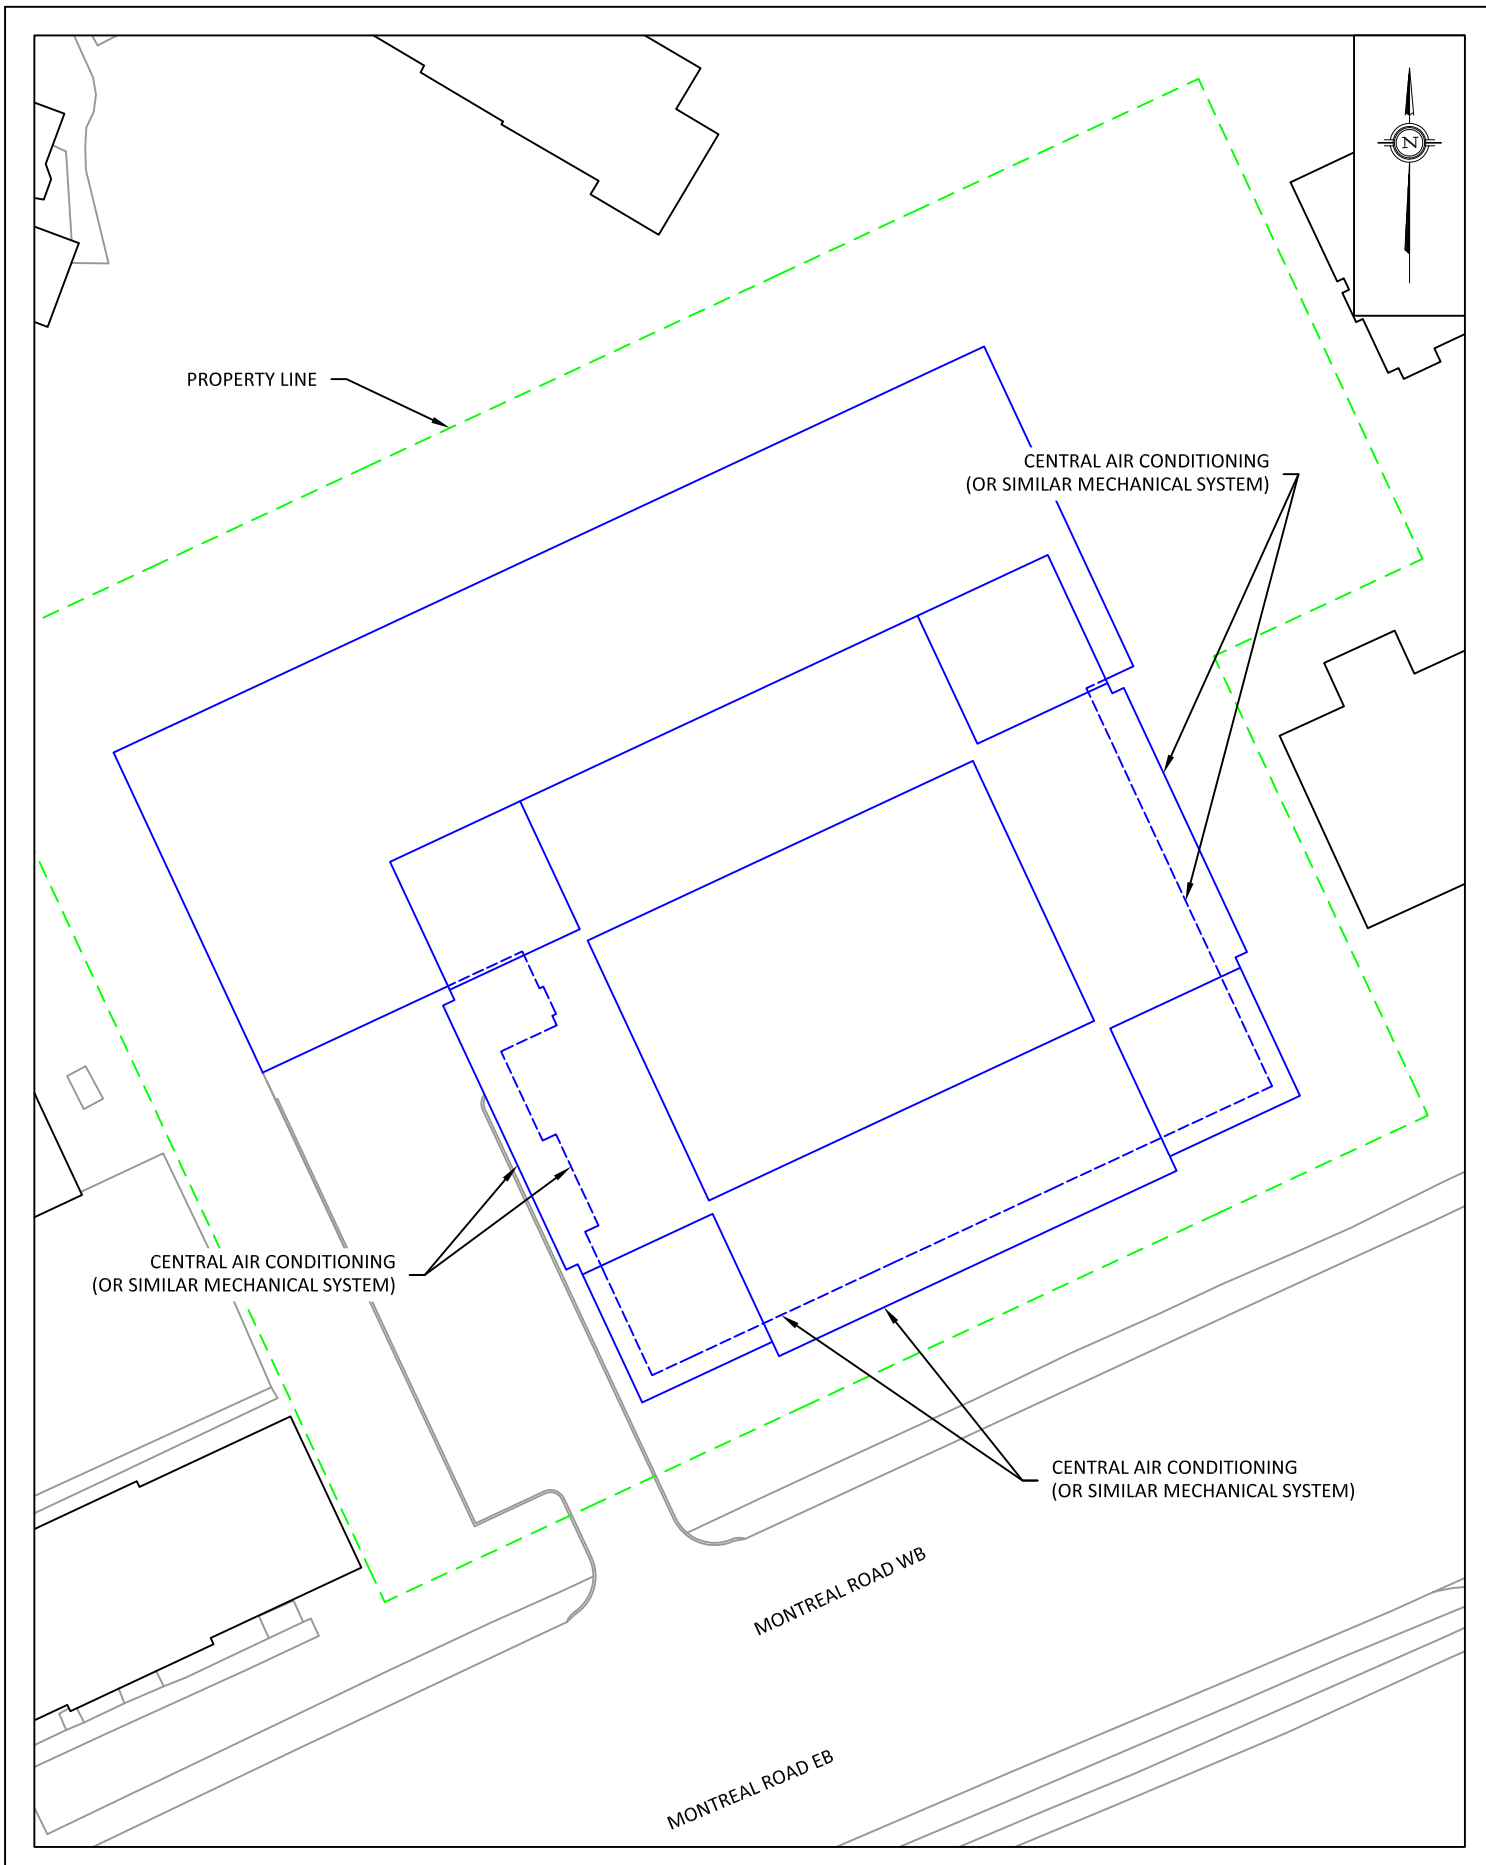 N
PROPERTY LINE
CENTRAL AIR CONDITIONING
(OR SIMILAR MECHANICAL SYSTEM)
CENTRAL AIR CONDITIONING
(OR SIMILAR MECHANICAL SYSTEM)
CENTRAL AIR CONDITIONING
(OR SIMILAR MECHANICAL SYSTEM)
MONTREAL ROAD WB
MONTREAL ROAD EB